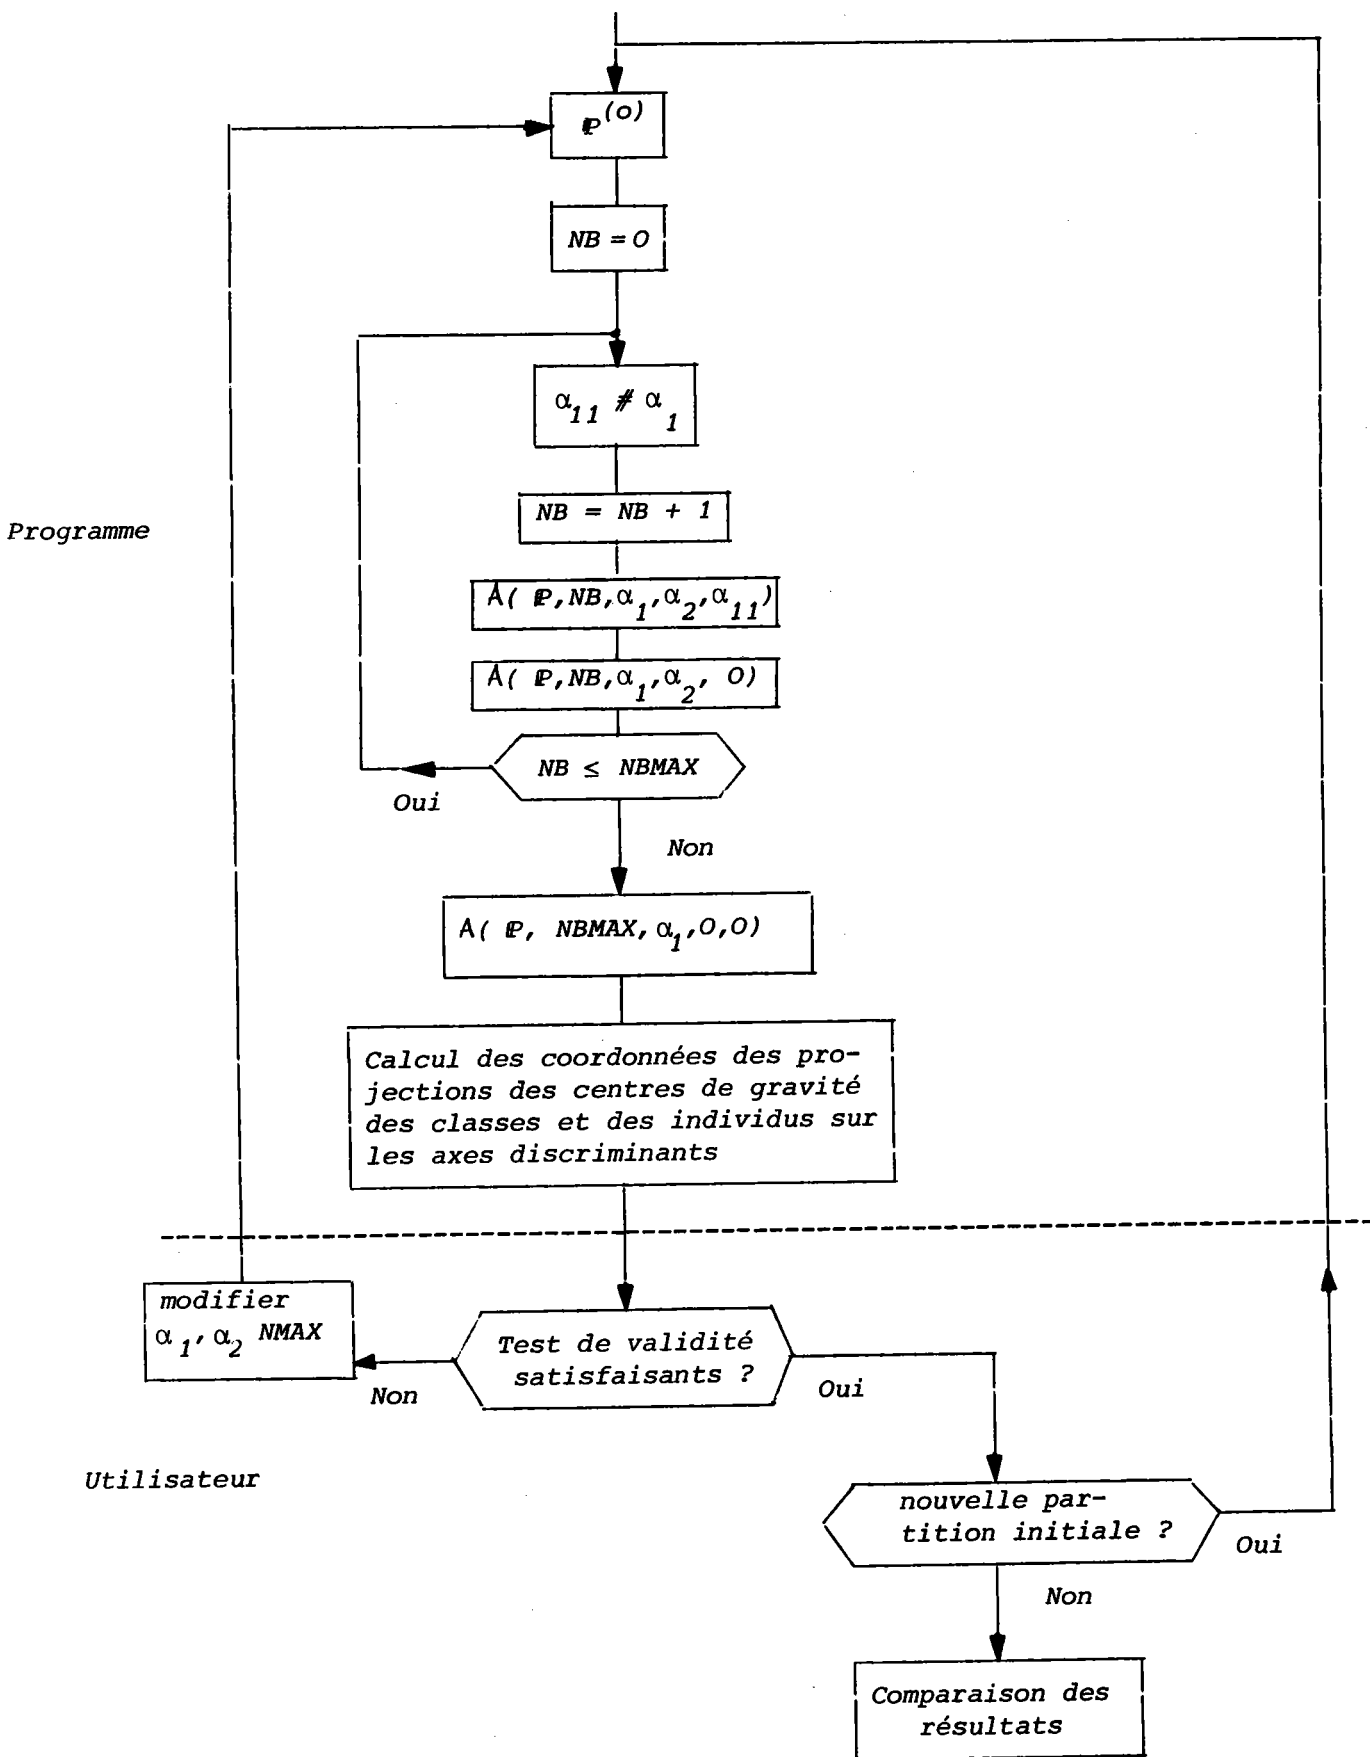 ℙ(o)
NB = O
α11 # α1
Programme
NB = NB + 1
A( ℙ,NB,α1,α2,α11)
A( ℙ,NB,α1,α2, O)
NB ≤ NBMAX
Oui
Non
A( ℙ, NBMAX,α1,O,O)
Calcul des coordonnées des pro-
jections des centres de gravité
des classes et des individus sur
les axes discriminants
modifier
α1,α2 NMAX
Test de validité
satisfaisants ?
Non
Oui
Utilisateur
nouvelle par-
tition initiale ?
Oui
Non
Comparaison des
résultats